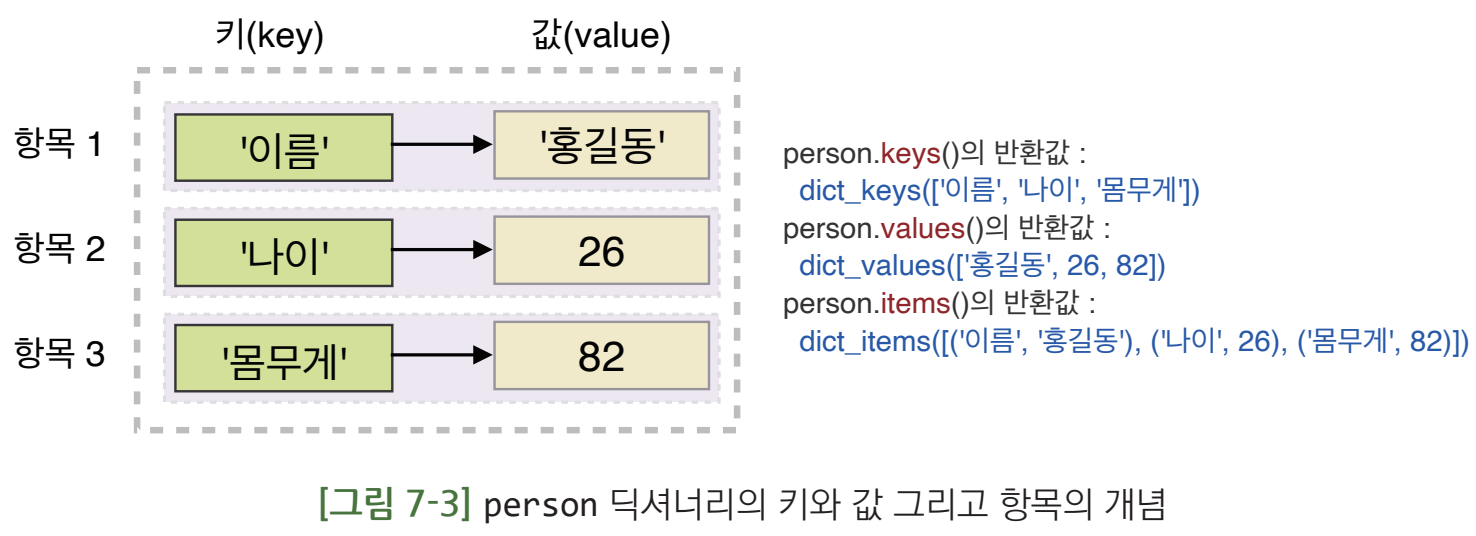 키(key) 값(value)
항목 1 '이름' '홍길동'
항목 2 '나이' 26
항목 3 '몸무게' 82
person.keys()의 반환값 :
dict_keys(['이름', '나이', '몸무게'])
person.values()의 반환값 :
dict_values(['홍길동', 26, 82])
person.items()의 반환값 :
dict_items([('이름', '홍길동'), ('나이', 26), ('몸무게', 82)])
[그림 7-3] person 딕셔너리의 키와 값 그리고 항목의 개념